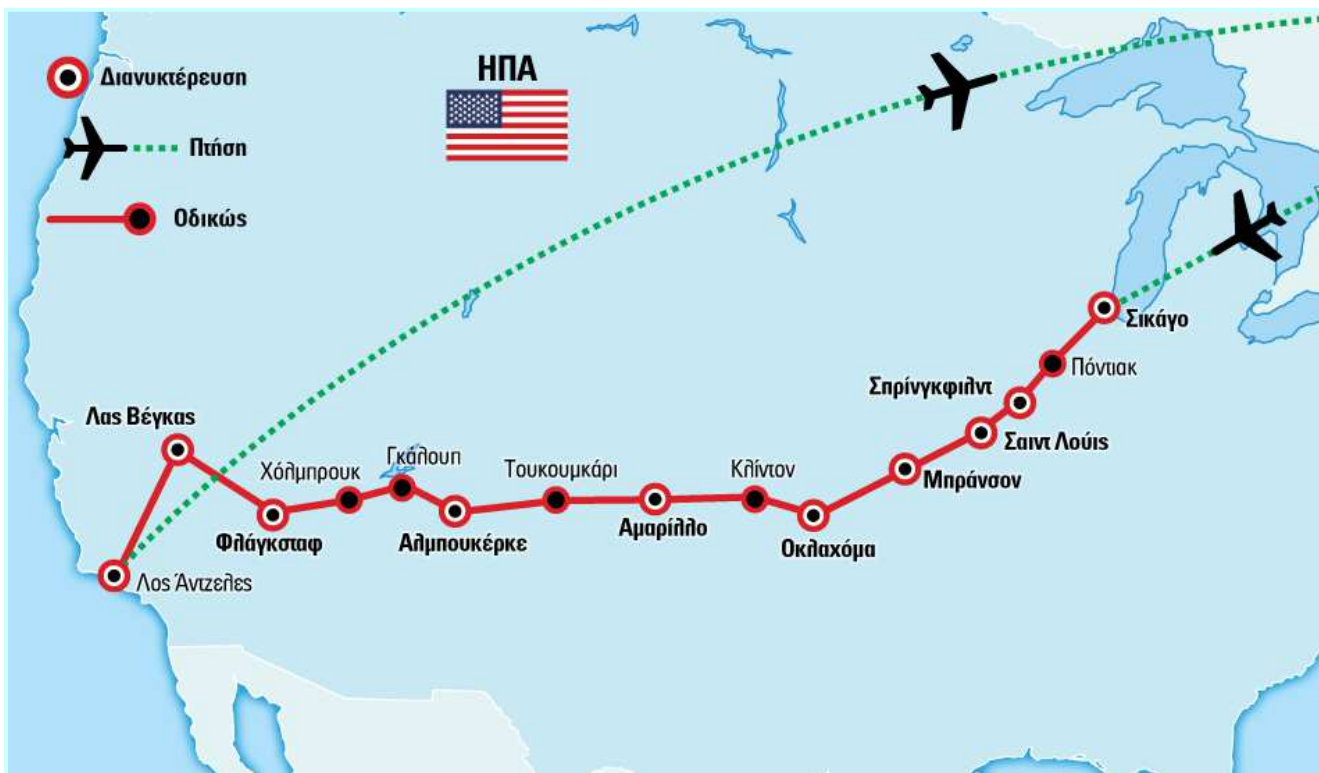 ΗΠΑ
Διανυκτέρευση
Πτήση
Οδικώς
Σικάγο
Πόντιακ
Σπρίνγκφιλντ
Σαιντ Λούις
Μπράνσον
Οκλαχόμα
Κλίντον
Αμαρίλλο
Τουκουμκάρι
Αλμπουκέρκε
Γκάλουπ
Χόλμπρουκ
Φλάγκσταφ
Λας Βέγκας
Λος Άντζελες